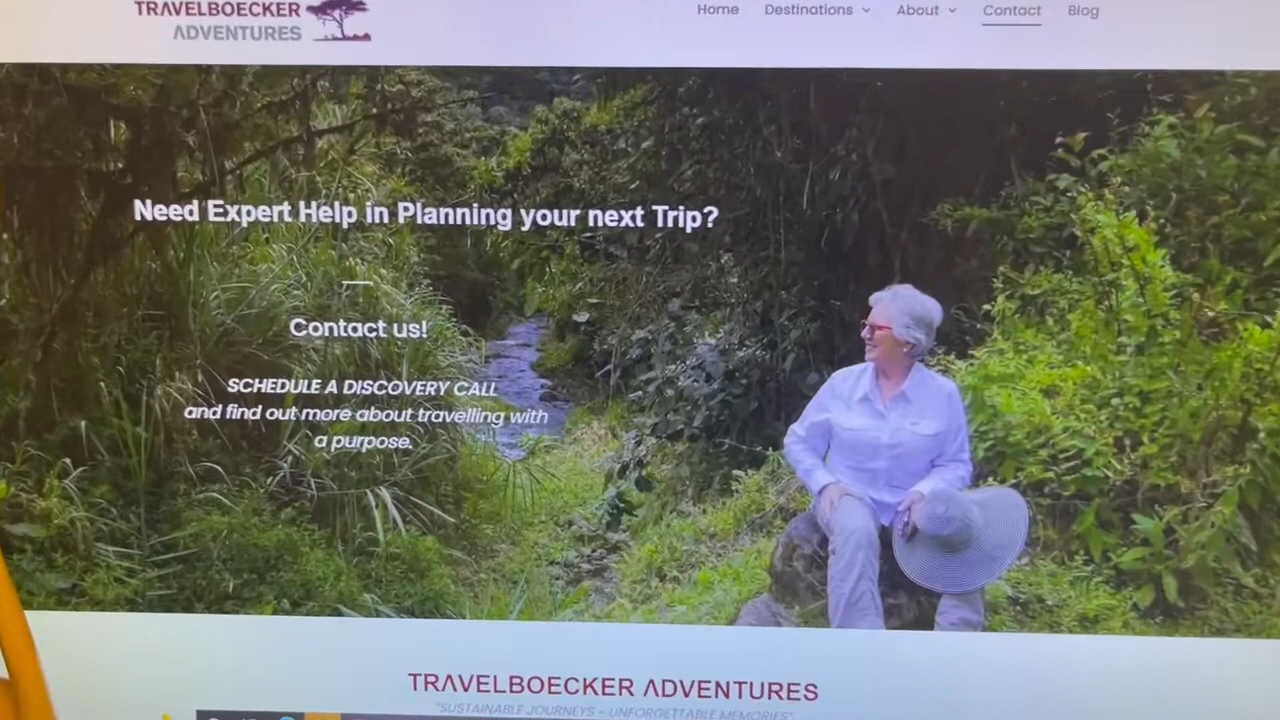 TRAVELBOECKER
ADVENTURES
Home Destinations About Contact Blog
Need Expert Help in Planning your next Trip?
Contact us!
SCHEDULE A DISCOVERY CALL
and find out more about travelling with
a purpose.
TRAVELBOECKER ADVENTURES
"SUSTAINABLE JOURNEYS – UNFORGETTABLE MEMORIES"